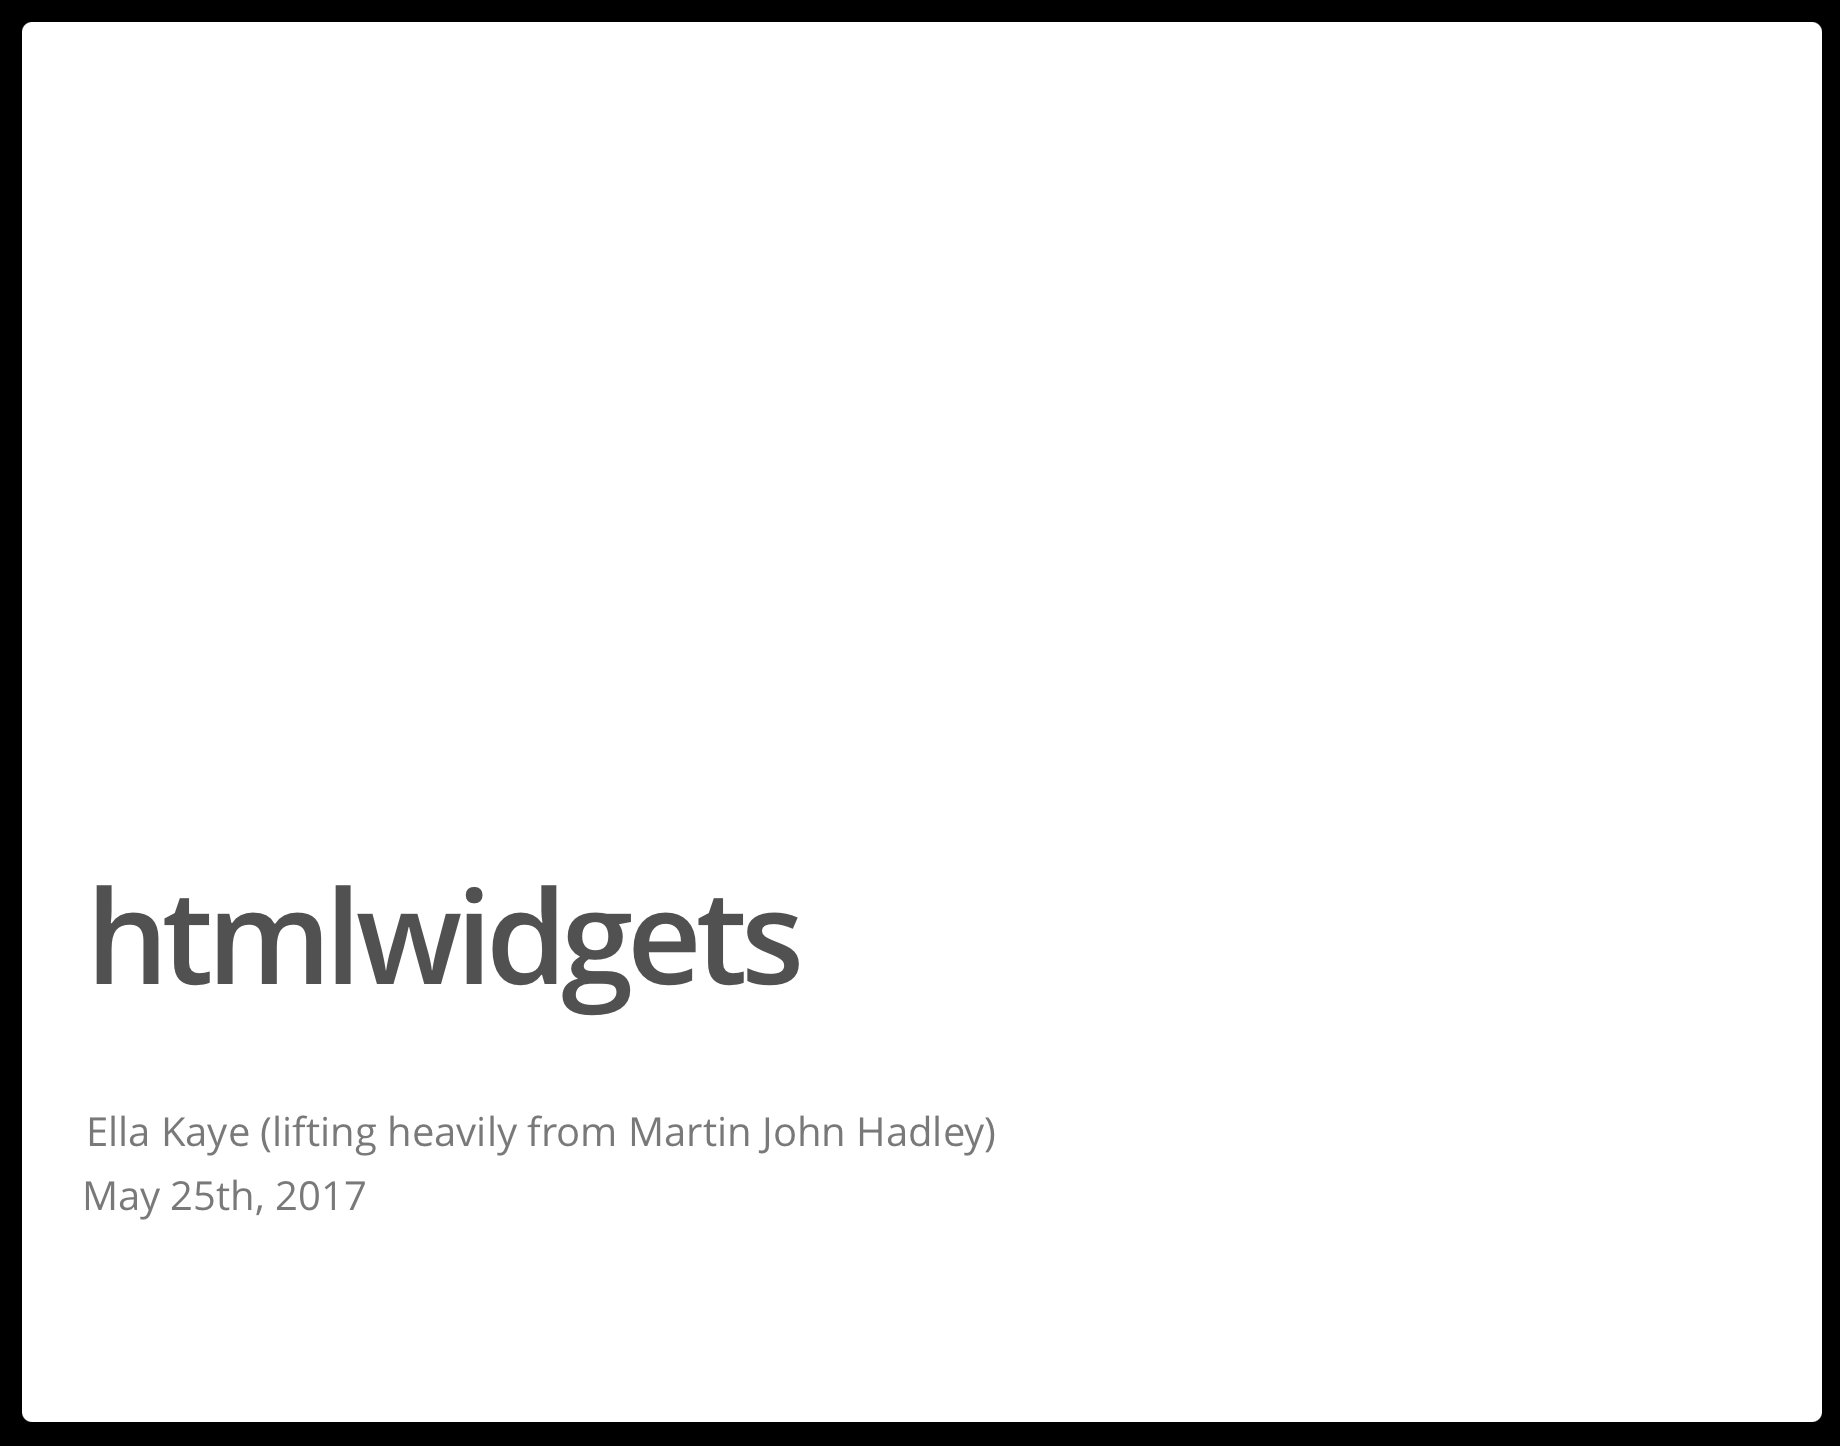 htmlwidgets
Ella Kaye (lifting heavily from Martin John Hadley)
May 25th, 2017